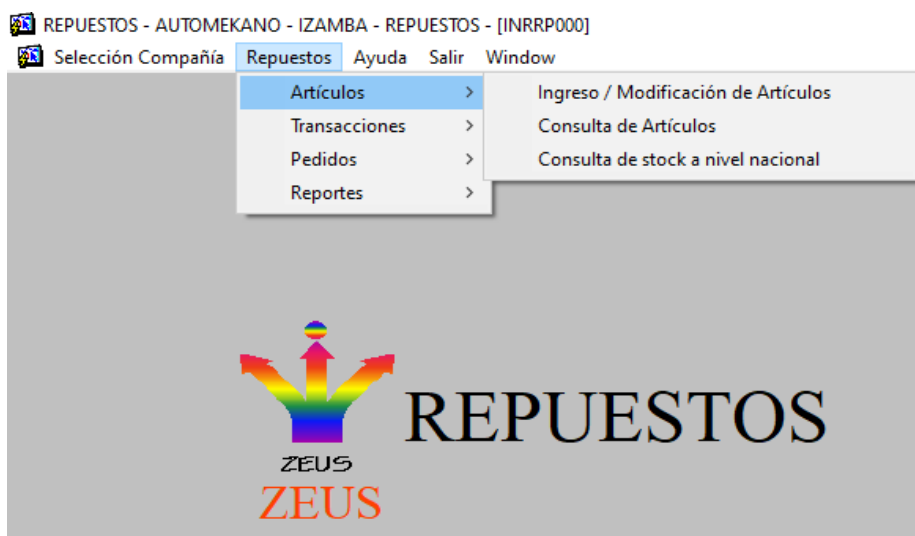 REPUESTOS - AUTOMEKANO - IZAMBA - REPUESTOS - [INRRP000]
Selección Compañía Repuestos Ayuda Salir Window
Artículos > Ingreso / Modificación de Artículos
Transacciones > Consulta de Artículos
Pedidos > Consulta de stock a nivel nacional
Reportes >
REPUESTOS
ZEUS
ZEUS